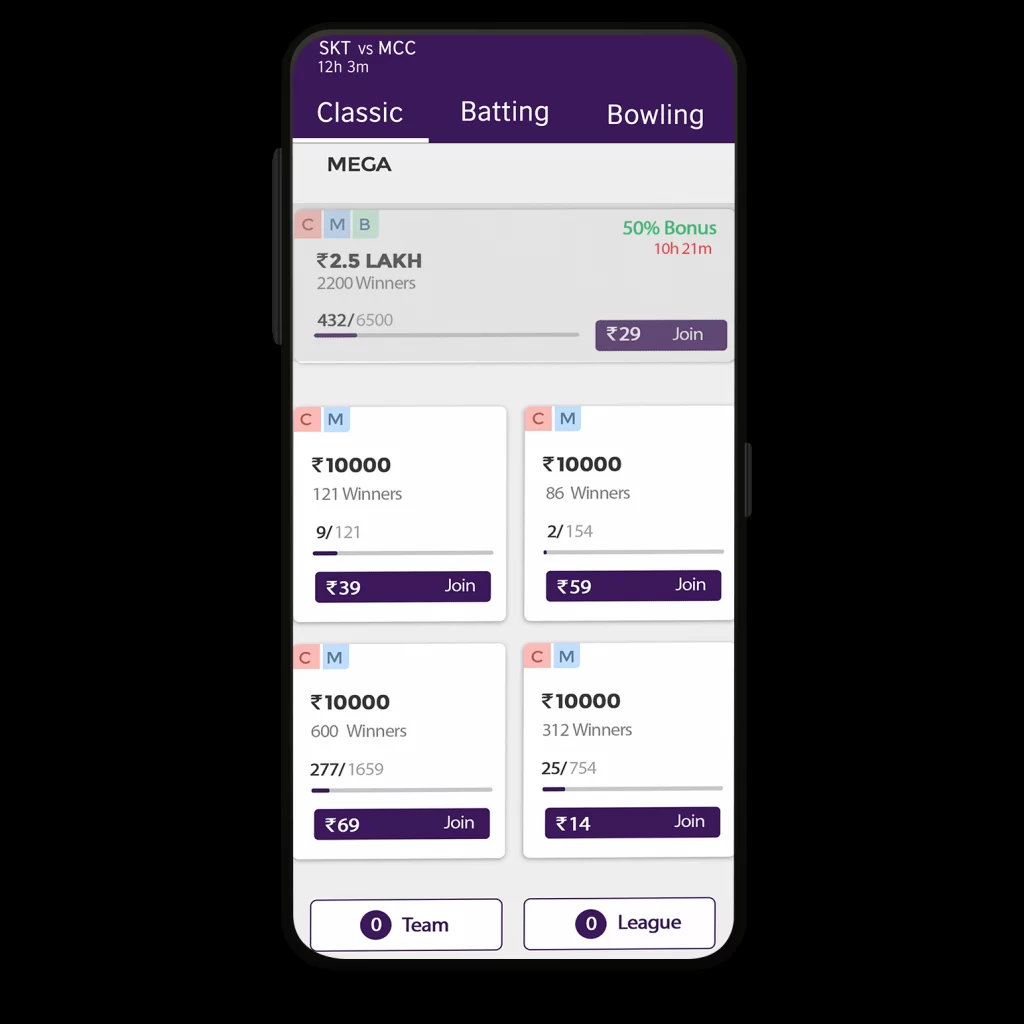 SKT vs MCC
12h 3m
Classic Batting Bowling
MEGA
C M B
50% Bonus
10h 21m
₹2.5 LAKH
2200 Winners
432/6500
₹29 Join
C M
₹10000
121 Winners
9/121
₹39 Join
C M
₹10000
86 Winners
2/154
₹59 Join
C M
₹10000
600 Winners
277/1659
₹69 Join
C M
₹10000
312 Winners
25/754
₹14 Join
0 Team
0 League